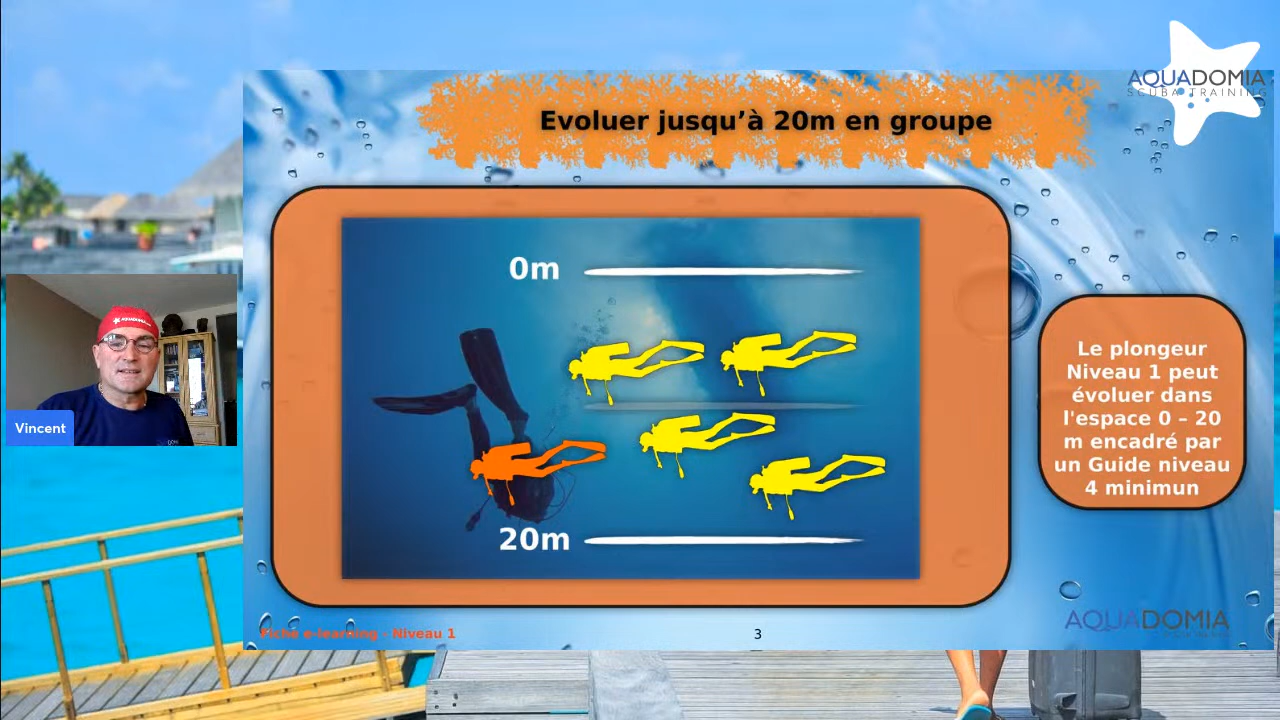 AQUADOMIA
SCUBA TRAINING
Evoluer jusqu’à 20m en groupe
0m
20m
Le plongeur
Niveau 1 peut
évoluer dans
l'espace 0 – 20
m encadré par
un Guide niveau
4 minimun
Vincent
Fiche e-learning - Niveau 1
3
AQUADOMIA